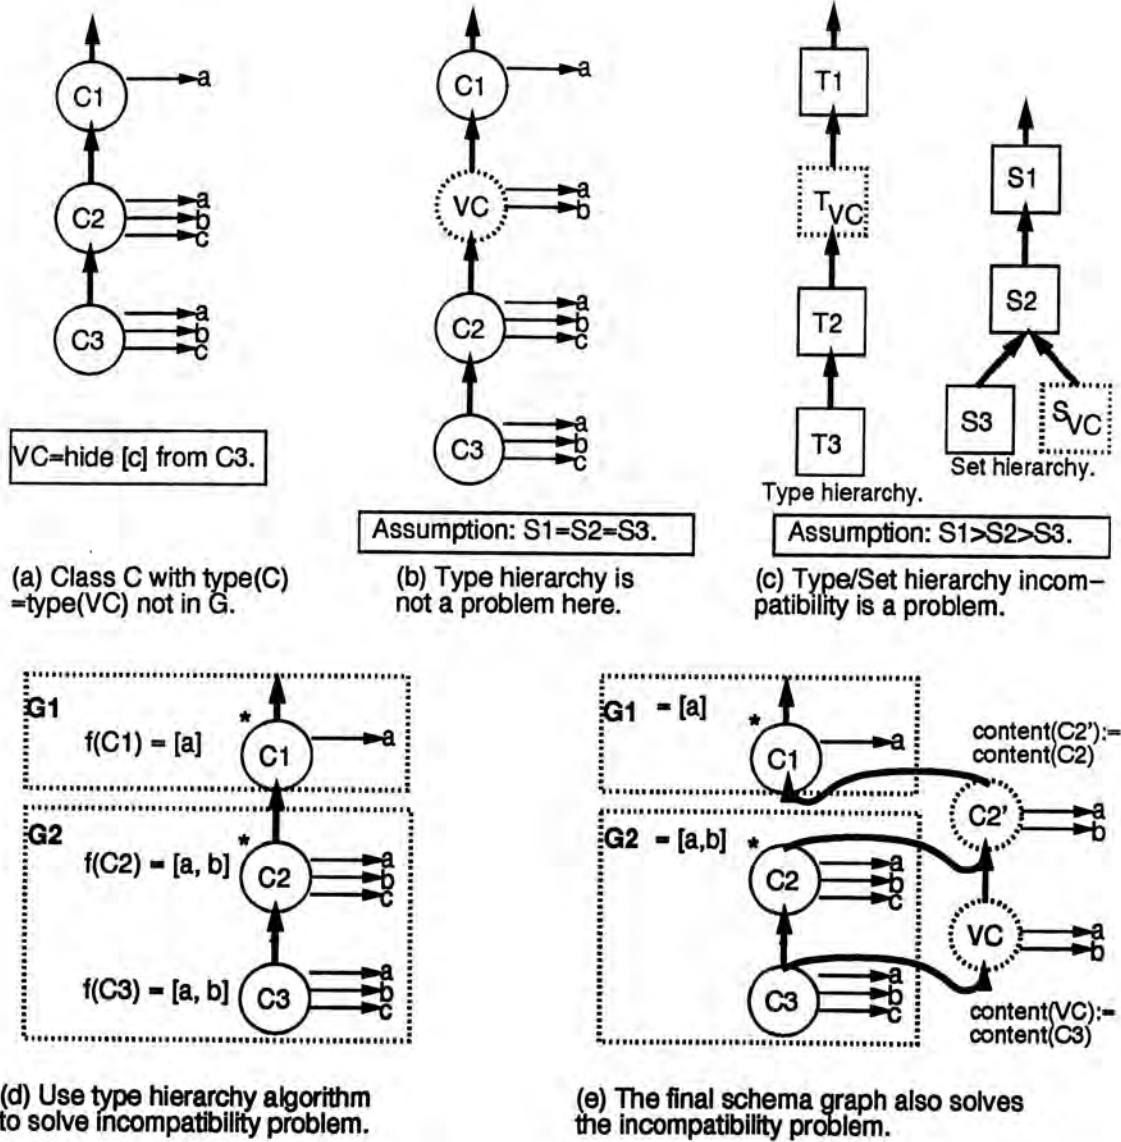 C1
a
C2
a
b
c
C3
a
b
c
VC=hide [c] from C3.
(a) Class C with type(C)
=type(VC) not in G.
C1
a
VC
a
b
C2
a
b
c
C3
a
b
c
Assumption: S1=S2=S3.
(b) Type hierarchy is
not a problem here.
T1
TVC
T2
T3
Type hierarchy.
S1
S2
S3
SVC
Set hierarchy.
Assumption: S1>S2>S3.
(c) Type/Set hierarchy incom-
patibility is a problem.
G1
*
f(C1) = [a]
C1
a
G2
*
f(C2) = [a, b]
C2
a
b
c
f(C3) = [a, b]
C3
a
b
c
(d) Use type hierarchy algorithm
to solve incompatibility problem.
G1 = [a]
*
C1
a
content(C2'):=
content(C2)
C2'
a
b
G2 = [a,b]
*
C2
a
b
c
VC
a
b
C3
a
b
c
content(VC):=
content(C3)
(e) The final schema graph also solves
the incompatibility problem.